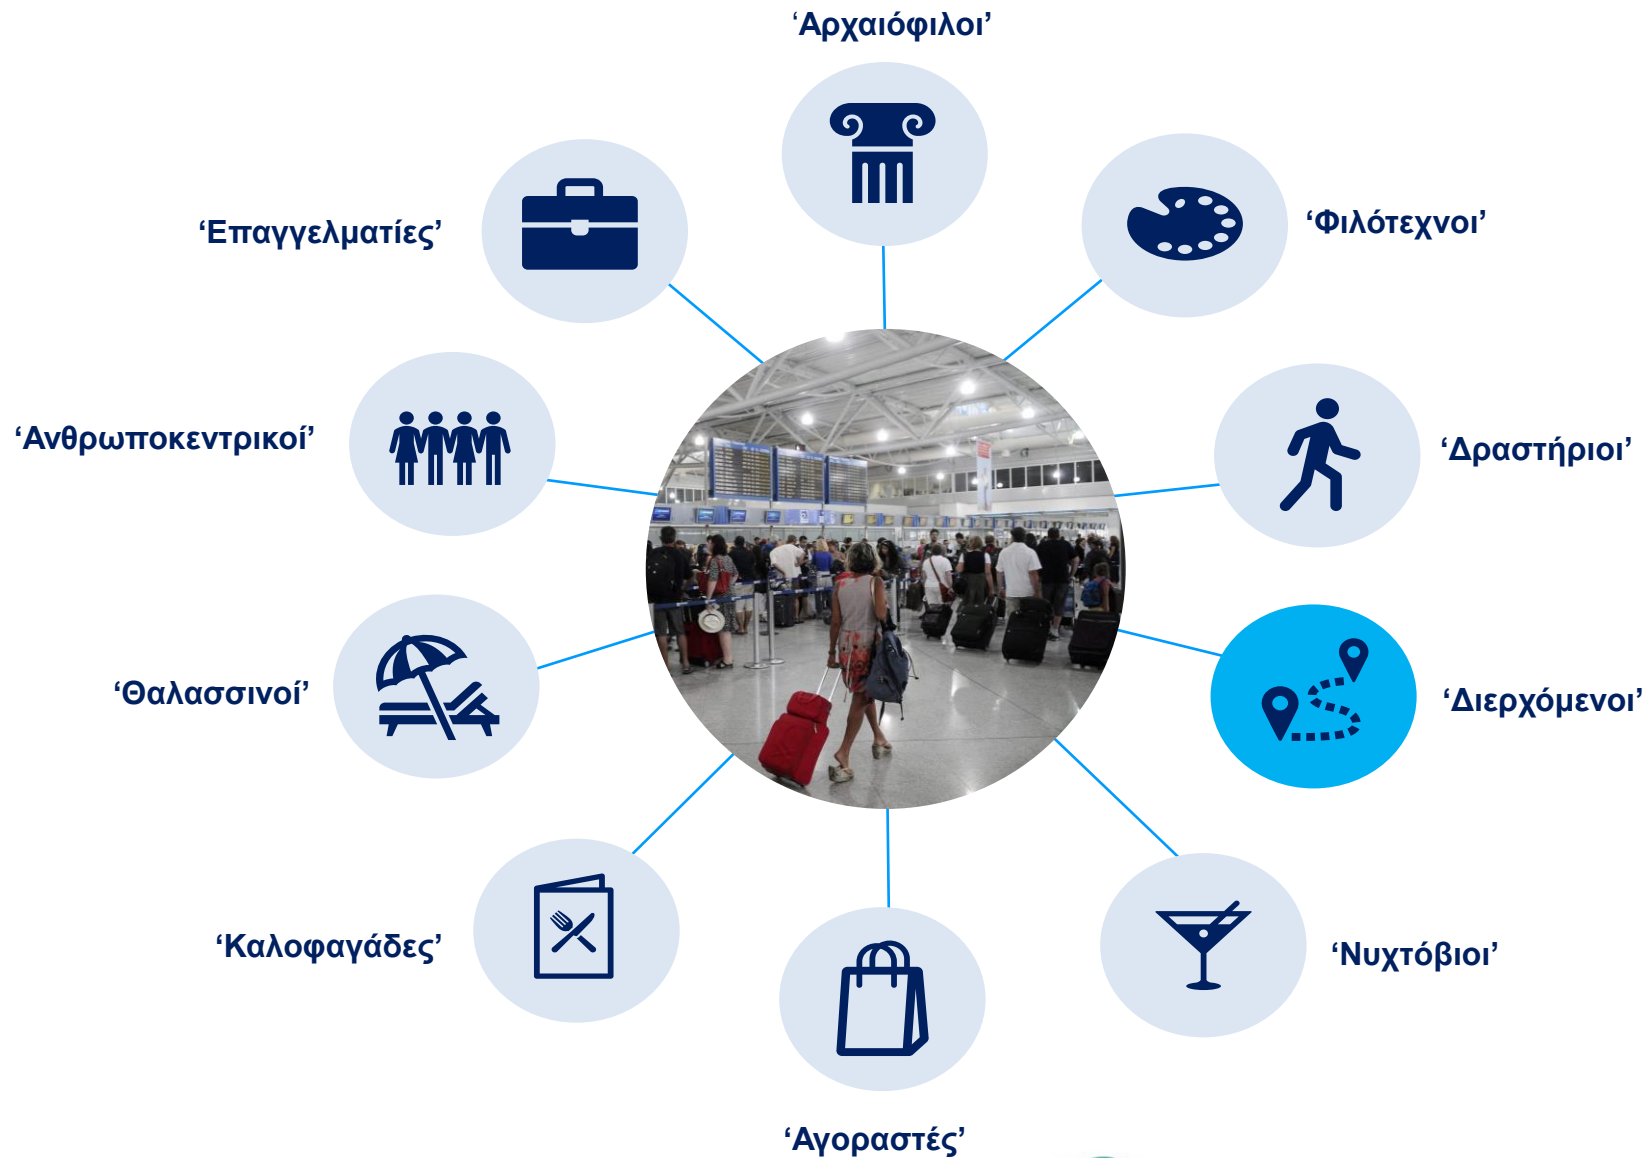 ‘Αρχαιόφιλοι’
‘Φιλότεχνοι’
‘Επαγγελματίες’
‘Ανθρωποκεντρικοί’
‘Δραστήριοι’
‘Θαλασσινοί’
‘Διερχόμενοι’
‘Καλοφαγάδες’
‘Νυχτόβιοι’
‘Αγοραστές’